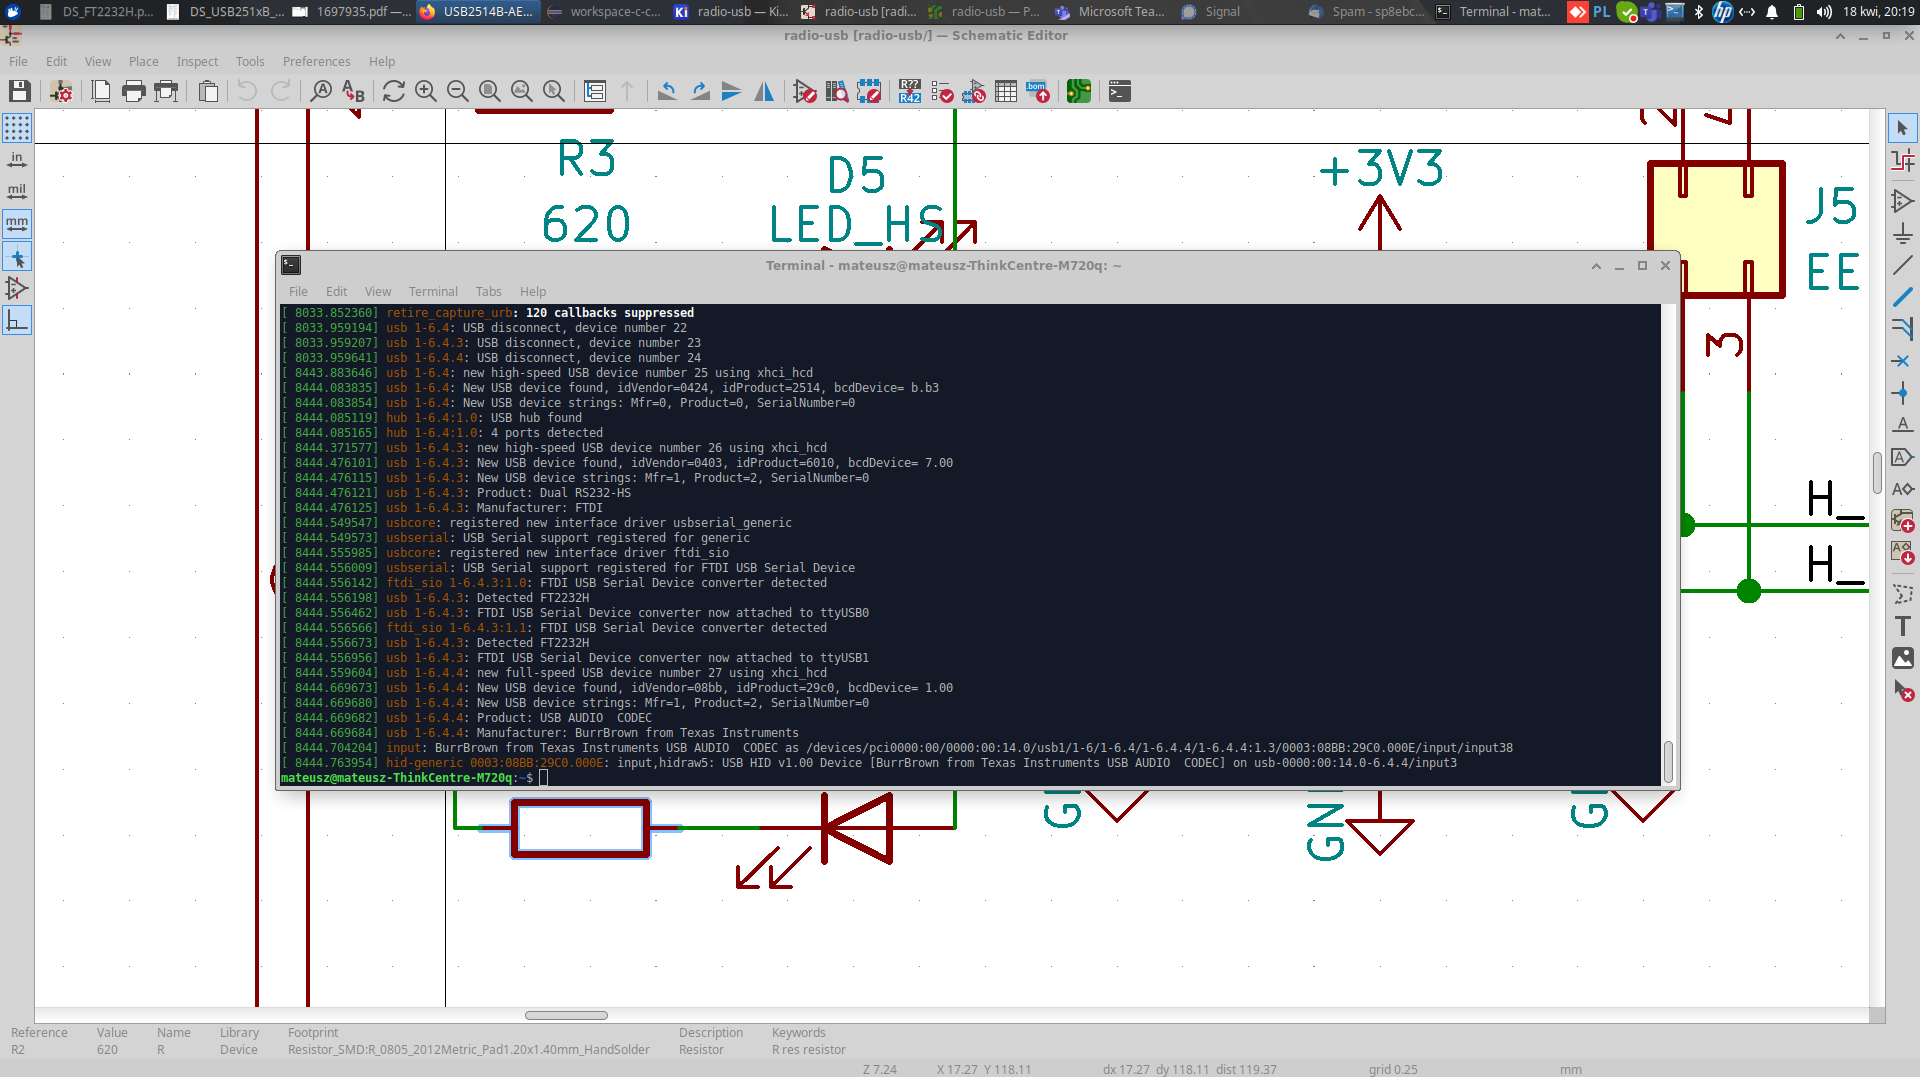 DS_FT2232H.p...
DS_USB251xB_...
1697935.pdf —...
USB2514B-AE...
workspace-c-c...
radio-usb — Ki...
radio-usb [radi...
radio-usb — P...
Microsoft Tea...
Signal
Spam - sp8ebc...
Terminal - mat...
PL
18 kwi, 20:19
radio-usb [radio-usb/] — Schematic Editor
File Edit View Place Inspect Tools Preferences Help
R3
620
D5
LED_HS
+3V3
J5
EE
3
H_
H_
in
mil
mm
Terminal - mateusz@mateusz-ThinkCentre-M720q: ~
File Edit View Terminal Tabs Help
[ 8033.852360] retire_capture_urb: 120 callbacks suppressed
[ 8033.959194] usb 1-6.4: USB disconnect, device number 22
[ 8033.959207] usb 1-6.4.3: USB disconnect, device number 23
[ 8033.959641] usb 1-6.4.4: USB disconnect, device number 24
[ 8443.883646] usb 1-6.4: new high-speed USB device number 25 using xhci_hcd
[ 8444.083835] usb 1-6.4: New USB device found, idVendor=0424, idProduct=2514, bcdDevice= b.b3
[ 8444.083854] usb 1-6.4: New USB device strings: Mfr=0, Product=0, SerialNumber=0
[ 8444.085119] hub 1-6.4:1.0: USB hub found
[ 8444.085165] hub 1-6.4:1.0: 4 ports detected
[ 8444.371577] usb 1-6.4.3: new high-speed USB device number 26 using xhci_hcd
[ 8444.476101] usb 1-6.4.3: New USB device found, idVendor=0403, idProduct=6010, bcdDevice= 7.00
[ 8444.476115] usb 1-6.4.3: New USB device strings: Mfr=1, Product=2, SerialNumber=0
[ 8444.476121] usb 1-6.4.3: Product: Dual RS232-HS
[ 8444.476125] usb 1-6.4.3: Manufacturer: FTDI
[ 8444.549547] usbcore: registered new interface driver usbserial_generic
[ 8444.549573] usbserial: USB Serial support registered for generic
[ 8444.555985] usbcore: registered new interface driver ftdi_sio
[ 8444.556009] usbserial: USB Serial support registered for FTDI USB Serial Device
[ 8444.556142] ftdi_sio 1-6.4.3:1.0: FTDI USB Serial Device converter detected
[ 8444.556198] usb 1-6.4.3: Detected FT2232H
[ 8444.556462] usb 1-6.4.3: FTDI USB Serial Device converter now attached to ttyUSB0
[ 8444.556566] ftdi_sio 1-6.4.3:1.1: FTDI USB Serial Device converter detected
[ 8444.556673] usb 1-6.4.3: Detected FT2232H
[ 8444.556956] usb 1-6.4.3: FTDI USB Serial Device converter now attached to ttyUSB1
[ 8444.559604] usb 1-6.4.4: new full-speed USB device number 27 using xhci_hcd
[ 8444.669673] usb 1-6.4.4: New USB device found, idVendor=08bb, idProduct=29c0, bcdDevice= 1.00
[ 8444.669680] usb 1-6.4.4: New USB device strings: Mfr=1, Product=2, SerialNumber=0
[ 8444.669682] usb 1-6.4.4: Product: USB AUDIO  CODEC
[ 8444.669684] usb 1-6.4.4: Manufacturer: BurrBrown from Texas Instruments
[ 8444.704204] input: BurrBrown from Texas Instruments USB AUDIO  CODEC as /devices/pci0000:00/0000:00:14.0/usb1/1-6/1-6.4/1-6.4.4/1-6.4.4:1.3/0003:08BB:29C0.000E/input/input38
[ 8444.763954] hid-generic 0003:08BB:29C0.000E: input,hidraw5: USB HID v1.00 Device [BurrBrown from Texas Instruments USB AUDIO  CODEC] on usb-0000:00:14.0-6.4.4/input3
mateusz@mateusz-ThinkCentre-M720q:~$
G
GN
G
Reference Value Name Library Footprint Description Keywords
R2 620 R Device Resistor_SMD:R_0805_2012Metric_Pad1.20x1.40mm_HandSolder Resistor R res resistor
Z 7.24 X 17.27 Y 118.11 dx 17.27 dy 118.11 dist 119.37 grid 0.25 mm